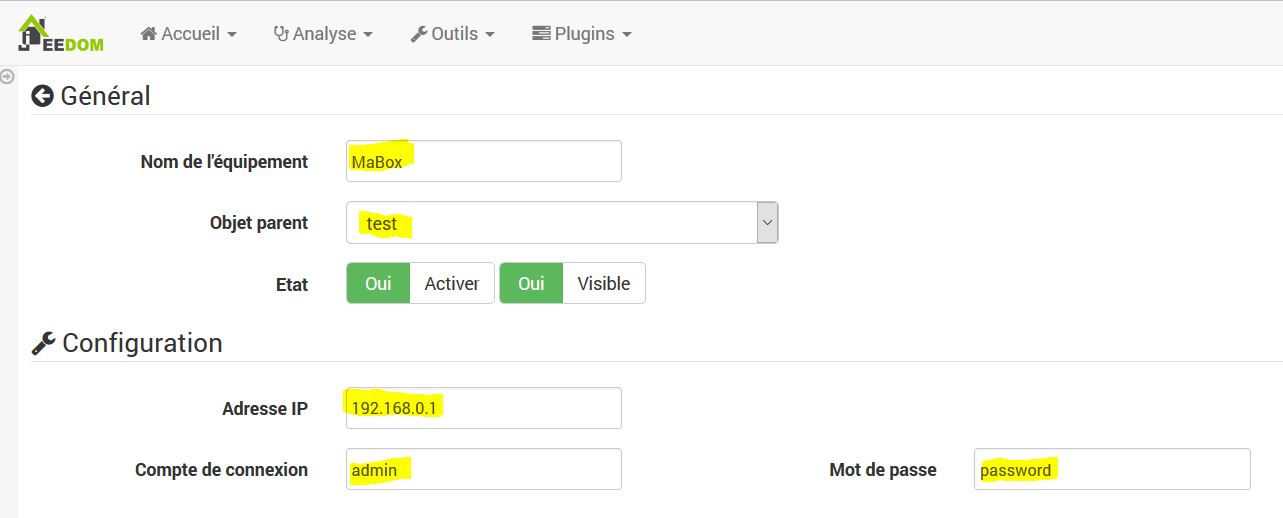 JEEDOM Accueil Analyse Outils Plugins
Général
Nom de l'équipement MaBox
Objet parent test
Etat Oui Activer Oui Visible
Configuration
Adresse IP 192.168.0.1
Compte de connexion admin Mot de passe password